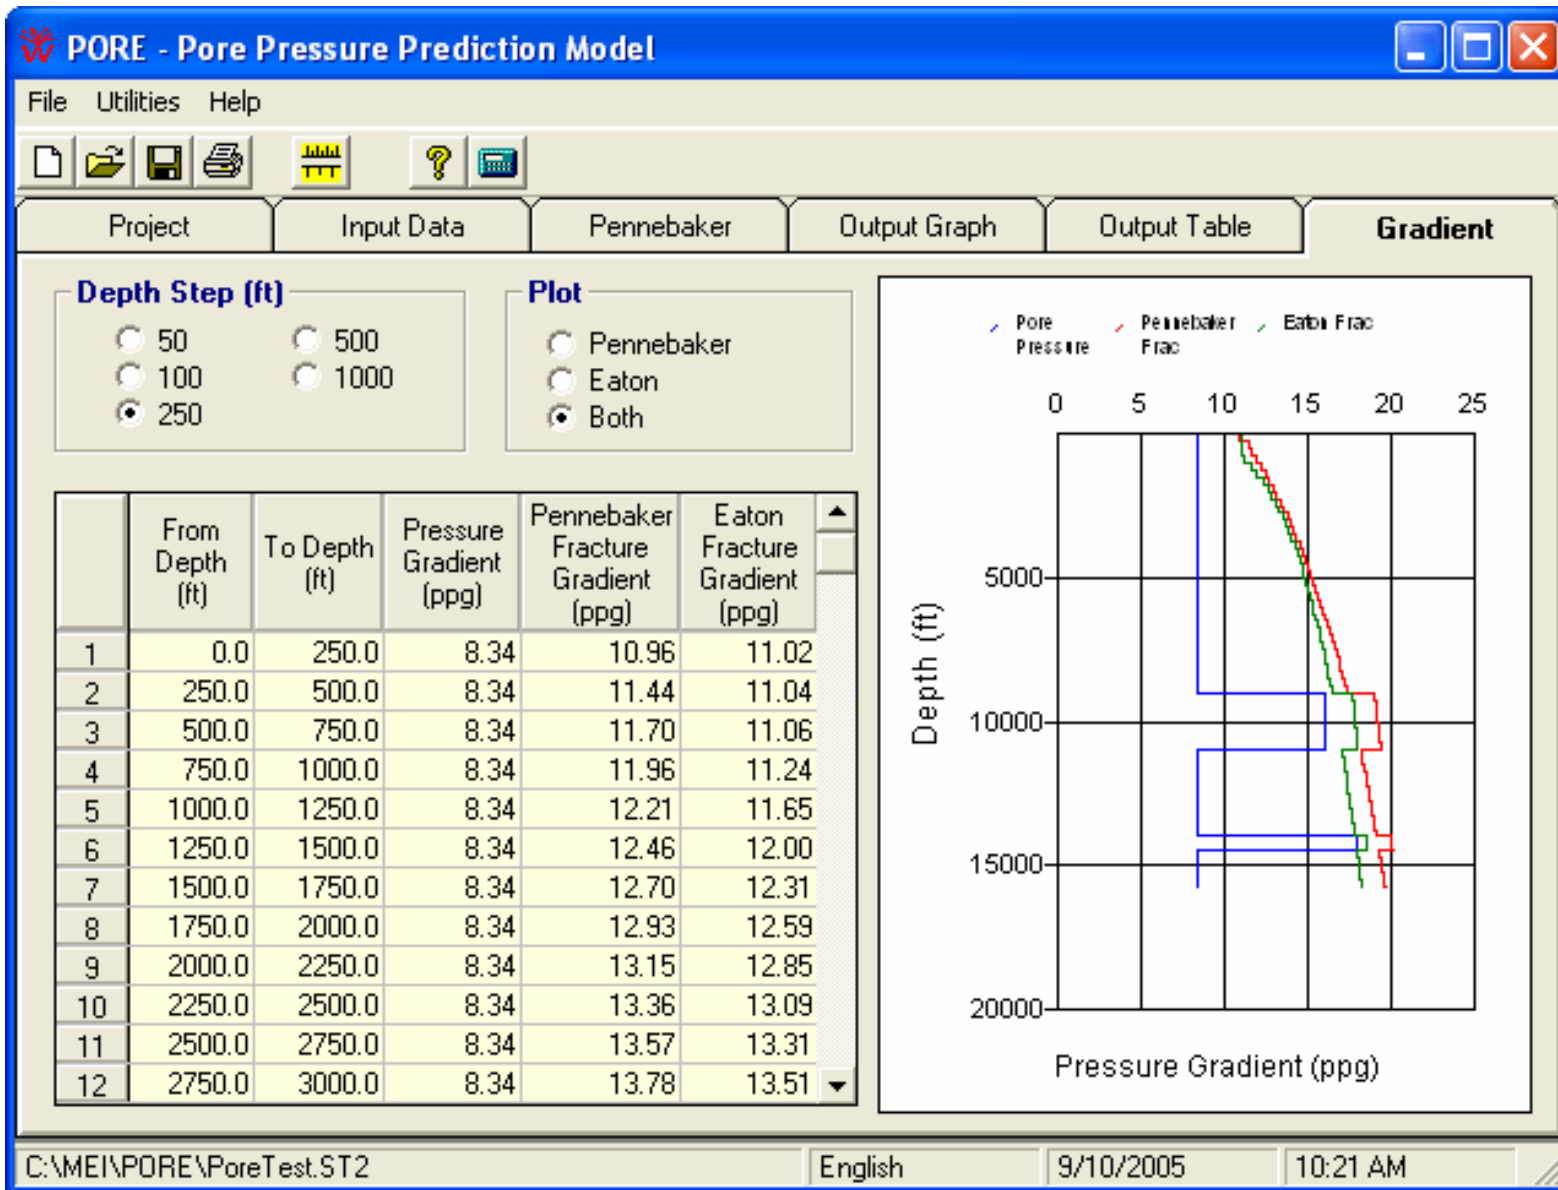 PORE - Pore Pressure Prediction Model
File Utilities Help
Project Input Data Pennebaker Output Graph Output Table Gradient
Depth Step (ft)
50 500
100 1000
250
Plot
Pennebaker
Eaton
Both
From Depth (ft) To Depth (ft) Pressure Gradient (ppg) Pennebaker Fracture Gradient (ppg) Eaton Fracture Gradient (ppg)
1 0.0 250.0 8.34 10.96 11.02
2 250.0 500.0 8.34 11.44 11.04
3 500.0 750.0 8.34 11.70 11.06
4 750.0 1000.0 8.34 11.96 11.24
5 1000.0 1250.0 8.34 12.21 11.65
6 1250.0 1500.0 8.34 12.46 12.00
7 1500.0 1750.0 8.34 12.70 12.31
8 1750.0 2000.0 8.34 12.93 12.59
9 2000.0 2250.0 8.34 13.15 12.85
10 2250.0 2500.0 8.34 13.36 13.09
11 2500.0 2750.0 8.34 13.57 13.31
12 2750.0 3000.0 8.34 13.78 13.51
Pore Pressure Pennebaker Frac Eaton Frac
0 5 10 15 20 25
5000
10000
15000
20000
Depth (ft)
Pressure Gradient (ppg)
C:\MEI\PORE\PoreTest.ST2 English 9/10/2005 10:21 AM